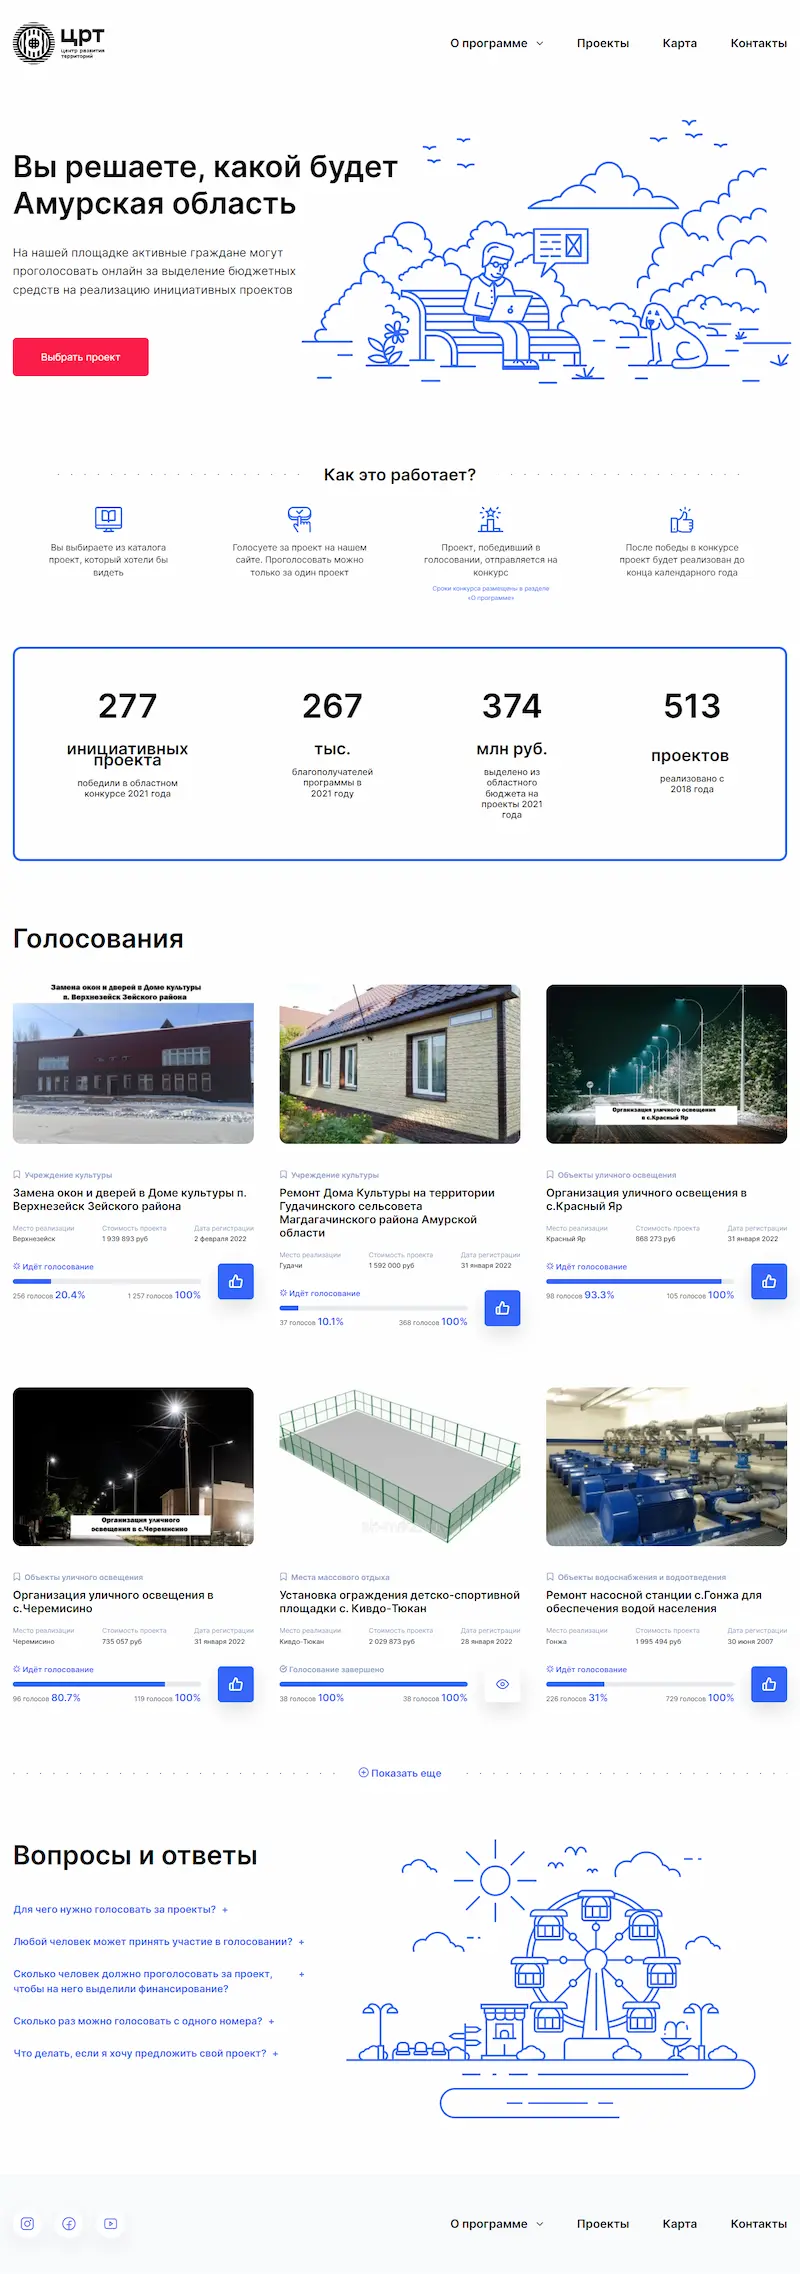 црт
центр развития
территорий
О программе
Проекты
Карта
Контакты
Вы решаете, какой будет
Амурская область
На нашей площадке активные граждане могут
проголосовать онлайн за выделение бюджетных
средств на реализацию инициативных проектов
Выбрать проект
Как это работает?
Вы выбираете из каталога
проект, который хотели бы
видеть
Голосуете за проект на нашем
сайте. Проголосовать можно
только за один проект
Проект, победивший в
голосовании, отправляется на
конкурс
Сроки конкурса размещены в разделе
«О программе»
После победы в конкурсе
проект будет реализован до
конца календарного года
277
инициативных
проекта
победили в областном
конкурсе 2021 года
267
тыс.
благополучателей
программы в
2021 году
374
млн руб.
выделено из
областного
бюджета на
проекты 2021
года
513
проектов
реализовано с
2018 года
Голосования
Замена окон и дверей в Доме культуры
п. Верхнезейск Зейского района
Учреждение культуры
Замена окон и дверей в Доме культуры п.
Верхнезейск Зейского района
Место реализации Стоимость проекта Дата регистрации
Верхнезейск 1 939 893 руб 2 февраля 2022
Идёт голосование
256 голосов 20.4% 1 257 голосов 100%
Учреждение культуры
Ремонт Дома Культуры на территории
Гудачинского сельсовета
Магдагачинского района Амурской
области
Место реализации Стоимость проекта Дата регистрации
Гудачи 1 592 000 руб 31 января 2022
Идёт голосование
37 голосов 10.1% 368 голосов 100%
Организация уличного освещения
в с.Красный Яр
Объекты уличного освещения
Организация уличного освещения в
с.Красный Яр
Место реализации Стоимость проекта Дата регистрации
Красный Яр 868 273 руб 31 января 2022
Идёт голосование
98 голосов 93.3% 105 голосов 100%
Организация уличного
освещения в с.Черемисино
Объекты уличного освещения
Организация уличного освещения в
с.Черемисино
Место реализации Стоимость проекта Дата регистрации
Черемисино 735 057 руб 31 января 2022
Идёт голосование
96 голосов 80.7% 119 голосов 100%
Места массового отдыха
Установка ограждения детско-спортивной
площадки с. Кивдо-Тюкан
Место реализации Стоимость проекта Дата регистрации
Кивдо-Тюкан 2 029 873 руб 28 января 2022
Голосование завершено
38 голосов 100% 38 голосов 100%
Объекты водоснабжения и водоотведения
Ремонт насосной станции с.Гонжа для
обеспечения водой населения
Место реализации Стоимость проекта Дата регистрации
Гонжа 1 995 494 руб 30 июня 2007
Идёт голосование
226 голосов 31% 729 голосов 100%
Показать еще
Вопросы и ответы
Для чего нужно голосовать за проекты? +
Любой человек может принять участие в голосовании? +
Сколько человек должно проголосовать за проект, +
чтобы на него выделили финансирование?
Сколько раз можно голосовать с одного номера? +
Что делать, если я хочу предложить свой проект? +
О программе
Проекты
Карта
Контакты